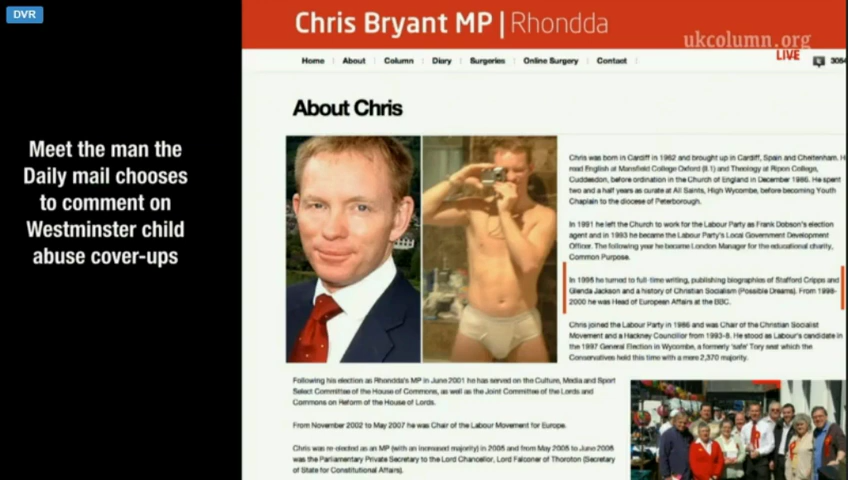 DVR
Chris Bryant MP | Rhondda
ukcolumn.org
LIVE
Home About Column Diary Surgeries Online Surgery Contact
About Chris
Meet the man the
Daily mail chooses
to comment on
Westminster child
abuse cover-ups
Chris was born in Cardiff in 1962 and brought up in Cardiff, Spain and Cheltenham. H
read English at Mansfield College Oxford (8.1) and Theology at Ripon College,
Cuddesdon, before ordination in the Church of England in December 1986. He spent
two and a half years as curate at All Saints, High Wycombe, before becoming Youth
Chaplain to the diocese of Peterborough.
In 1991 he left the Church to work for the Labour Party as Frank Dobson's election
agent and in 1993 he became the Labour Party's Local Government Development
Officer. The following year he became London Manager for the educational charity,
Common Purpose.
In 1996 he turned to full-time writing, publishing biographies of Stafford Cripps and
Glenda Jackson and a history of Christian Socialism (Possible Dreams). From 1998-
2000 he was Head of European Affairs at the BBC.
Chris joined the Labour Party in 1986 and was Chair of the Christian Socialist
Movement and a Hackney Councillor from 1993-8. He stood as Labour's candidate in
the 1997 General Election in Wycombe, a formerly 'safe' Tory seat which the
Conservatives held this time with a mere 2,370 majority.
Following his election as Rhondda's MP in June 2001 he has served on the Culture, Media and Sport
Select Committee of the House of Commons, as well as the Joint Committee of the Lords and
Commons on Reform of the House of Lords.
From November 2002 to May 2007 he was Chair of the Labour Movement for Europe.
Chris was re-elected as an MP (with an increased majority) in 2005 and from May 2005 to June 2006
was the Parliamentary Private Secretary to the Lord Chancellor, Lord Falconer of Thoroton (Secretary
of State for Constitutional Affairs).